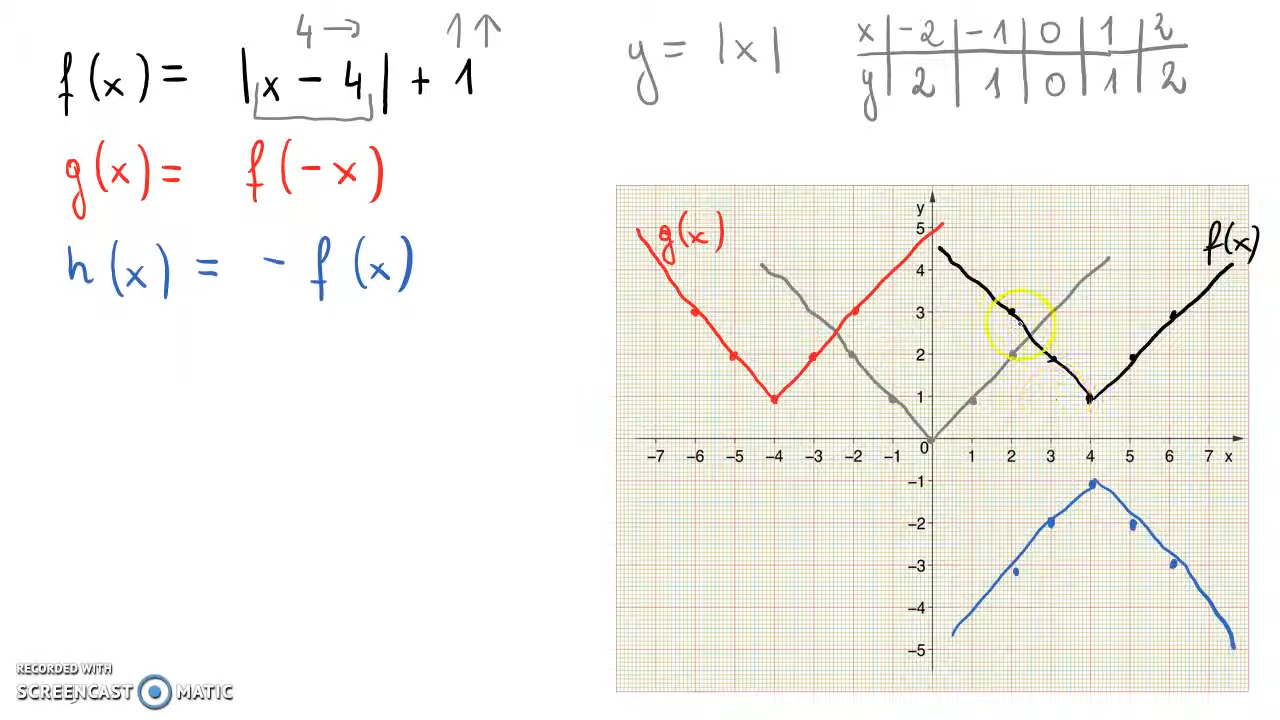 4 → 1 ↑
f(x) = |x - 4| + 1
g(x) = f(-x)
h(x) = - f(x)
y = |x|
x -2 -1 0 1 2
y 2 1 0 1 2
y
g(x)
f(x)
5
4
3
2
1
0
-7 -6 -5 -4 -3 -2 -1 1 2 3 4 5 6 7 x
-1
-2
-3
-4
-5
RECORDED WITH
SCREENCAST MATIC